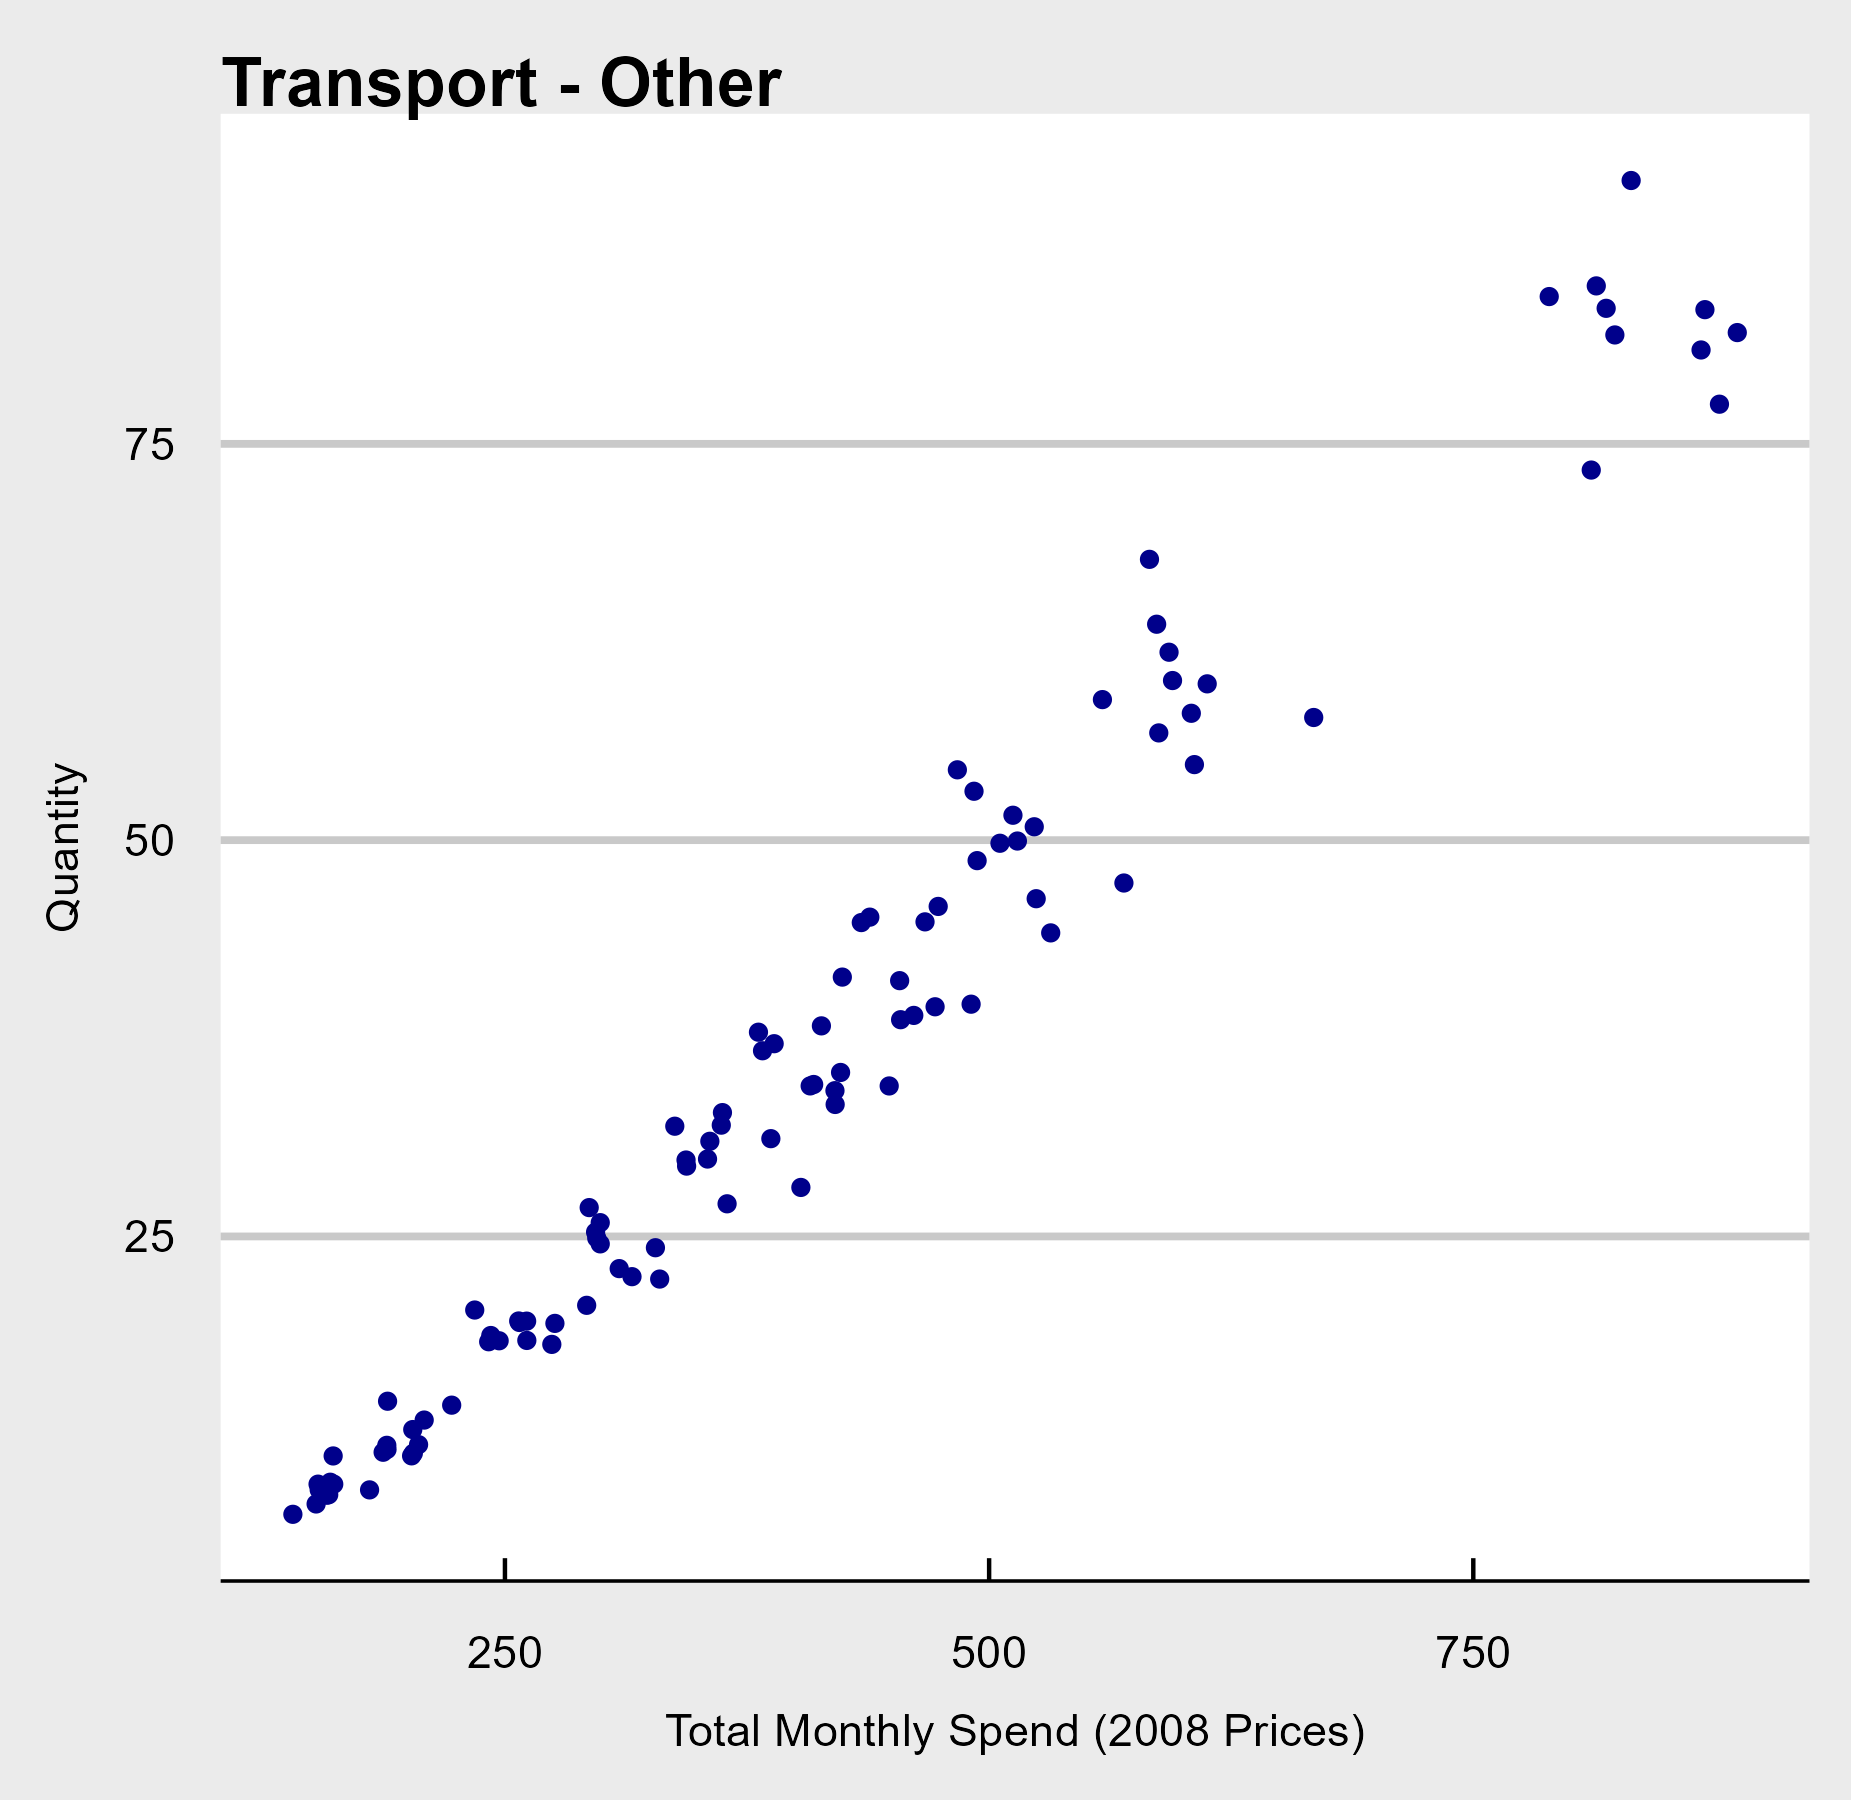 Transport - Other
75
50
25
Quantity
250 500 750
Total Monthly Spend (2008 Prices)